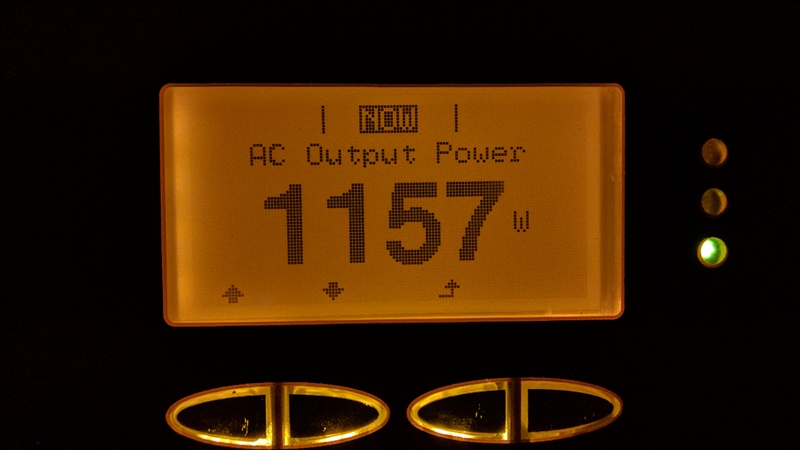 | NOW |
AC Output Power
1157 W